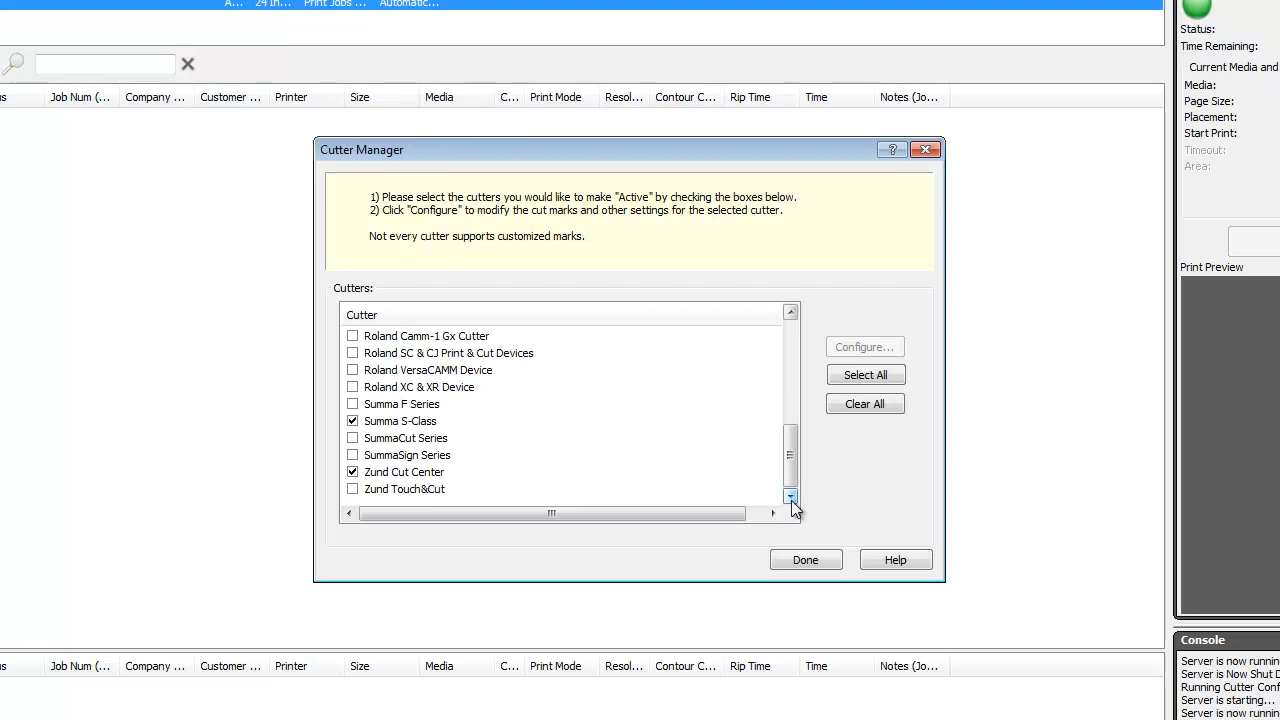 A... 24 In... Print Jobs ... Automatic...
Status:
Time Remaining:
Current Media and
Media:
Page Size:
Placement:
Start Print:
Timeout:
Area:
us Job Num (... Company ... Customer ... Printer Size Media C... Print Mode Resol... Contour C... Rip Time Time Notes (Jo...
Cutter Manager
?
1) Please select the cutters you would like to make "Active" by checking the boxes below.
2) Click "Configure" to modify the cut marks and other settings for the selected cutter.
Not every cutter supports customized marks.
Print Preview
Cutters:
Cutter
Roland Camm-1 Gx Cutter
Roland SC & CJ Print & Cut Devices
Roland VersaCAMM Device
Roland XC & XR Device
Summa F Series
Summa S-Class
SummaCut Series
SummaSign Series
Zund Cut Center
Zund Touch&Cut
Configure...
Select All
Clear All
Done
Help
us Job Num (... Company ... Customer ... Printer Size Media C... Print Mode Resol... Contour C... Rip Time Time Notes (Jo...
Console
Server is now runnin
Server is Now Shut D
Running Cutter Conf
Server is starting...
Server is now runnin